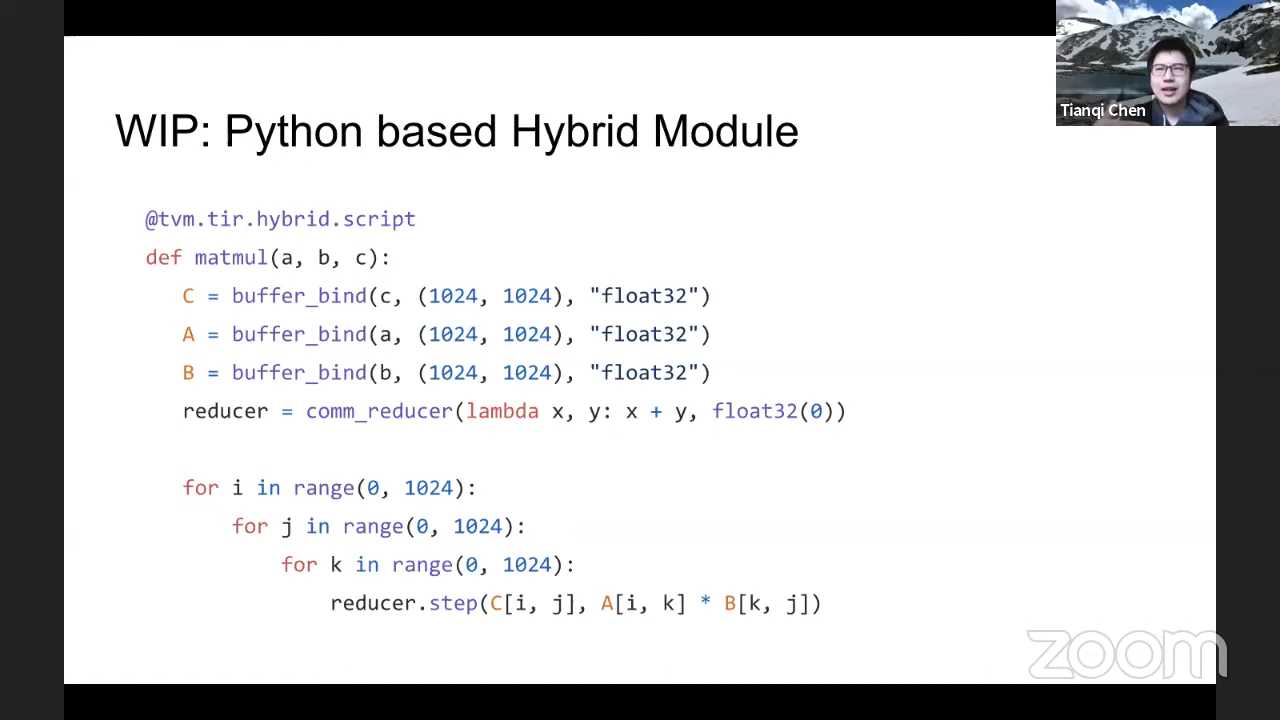 WIP: Python based Hybrid Module
Tianqi Chen
@tvm.tir.hybrid.script
def matmul(a, b, c):
C = buffer_bind(c, (1024, 1024), "float32")
A = buffer_bind(a, (1024, 1024), "float32")
B = buffer_bind(b, (1024, 1024), "float32")
reducer = comm_reducer(lambda x, y: x + y, float32(0))
for i in range(0, 1024):
for j in range(0, 1024):
for k in range(0, 1024):
reducer.step(C[i, j], A[i, k] * B[k, j])
zoom